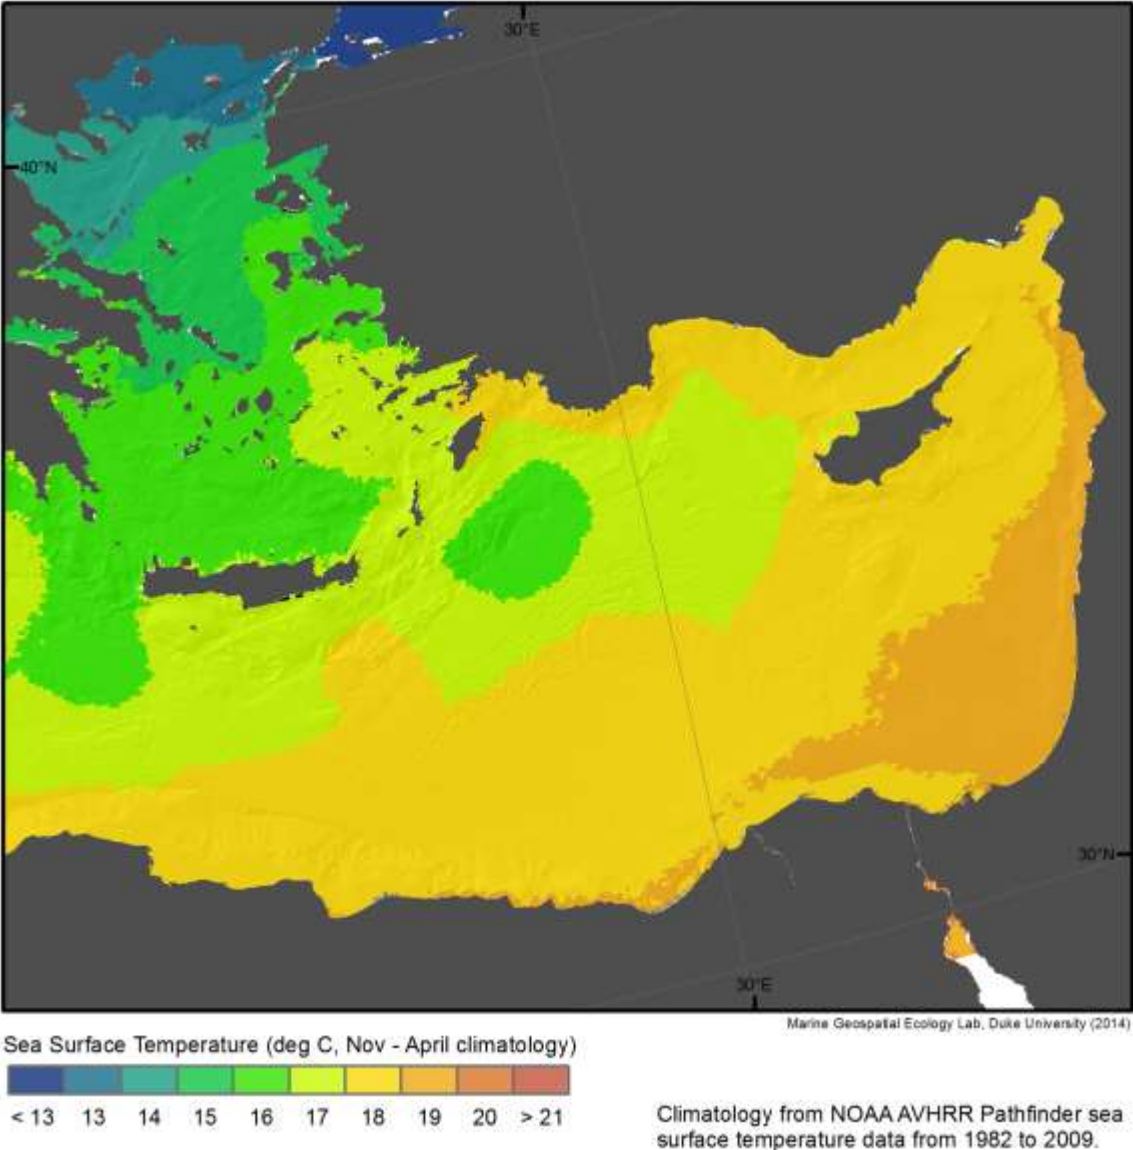 30°E
40°N
30°N
30°E
Marine Geospatial Ecology Lab, Duke University (2014)
Sea Surface Temperature (deg C, Nov - April climatology)
< 13 13 14 15 16 17 18 19 20 > 21
Climatology from NOAA AVHRR Pathfinder sea
surface temperature data from 1982 to 2009.